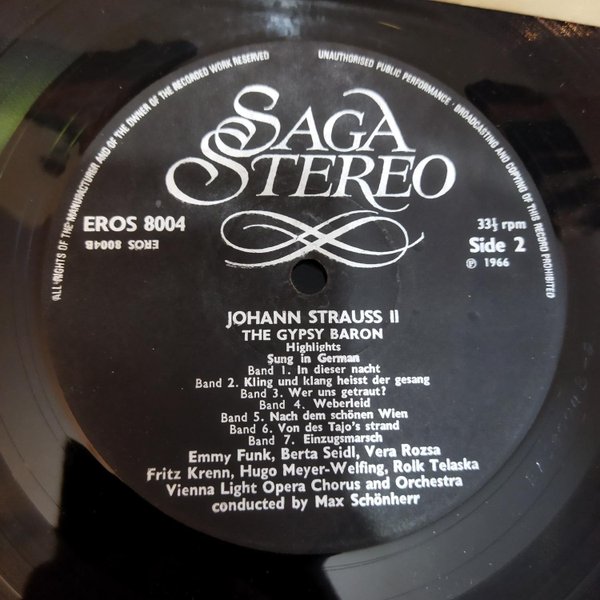 ALL RIGHTS OF THE MANUFACTURER AND OF THE OWNER OF THE RECORDED WORK RESERVED
UNAUTHORISED PUBLIC PERFORMANCE · BROADCASTING AND COPYING OF THIS RECORD PROHIBITED
SAGA
STEREO
EROS 8004
EROS 8004B
33⅓ rpm
Side 2
℗ 1966
JOHANN STRAUSS II
THE GYPSY BARON
Highlights
Sung in German
Band 1. In dieser nacht
Band 2. Kling und klang heisst der gesang
Band 3. Wer uns getraut?
Band 4. Weberleid
Band 5. Nach dem schönen Wien
Band 6. Von des Tajo's strand
Band 7. Einzugsmarsch
Emmy Funk, Berta Seidl, Vera Rozsa
Fritz Krenn, Hugo Meyer-Welfing, Rolk Telaska
Vienna Light Opera Chorus and Orchestra
conducted by Max Schönherr